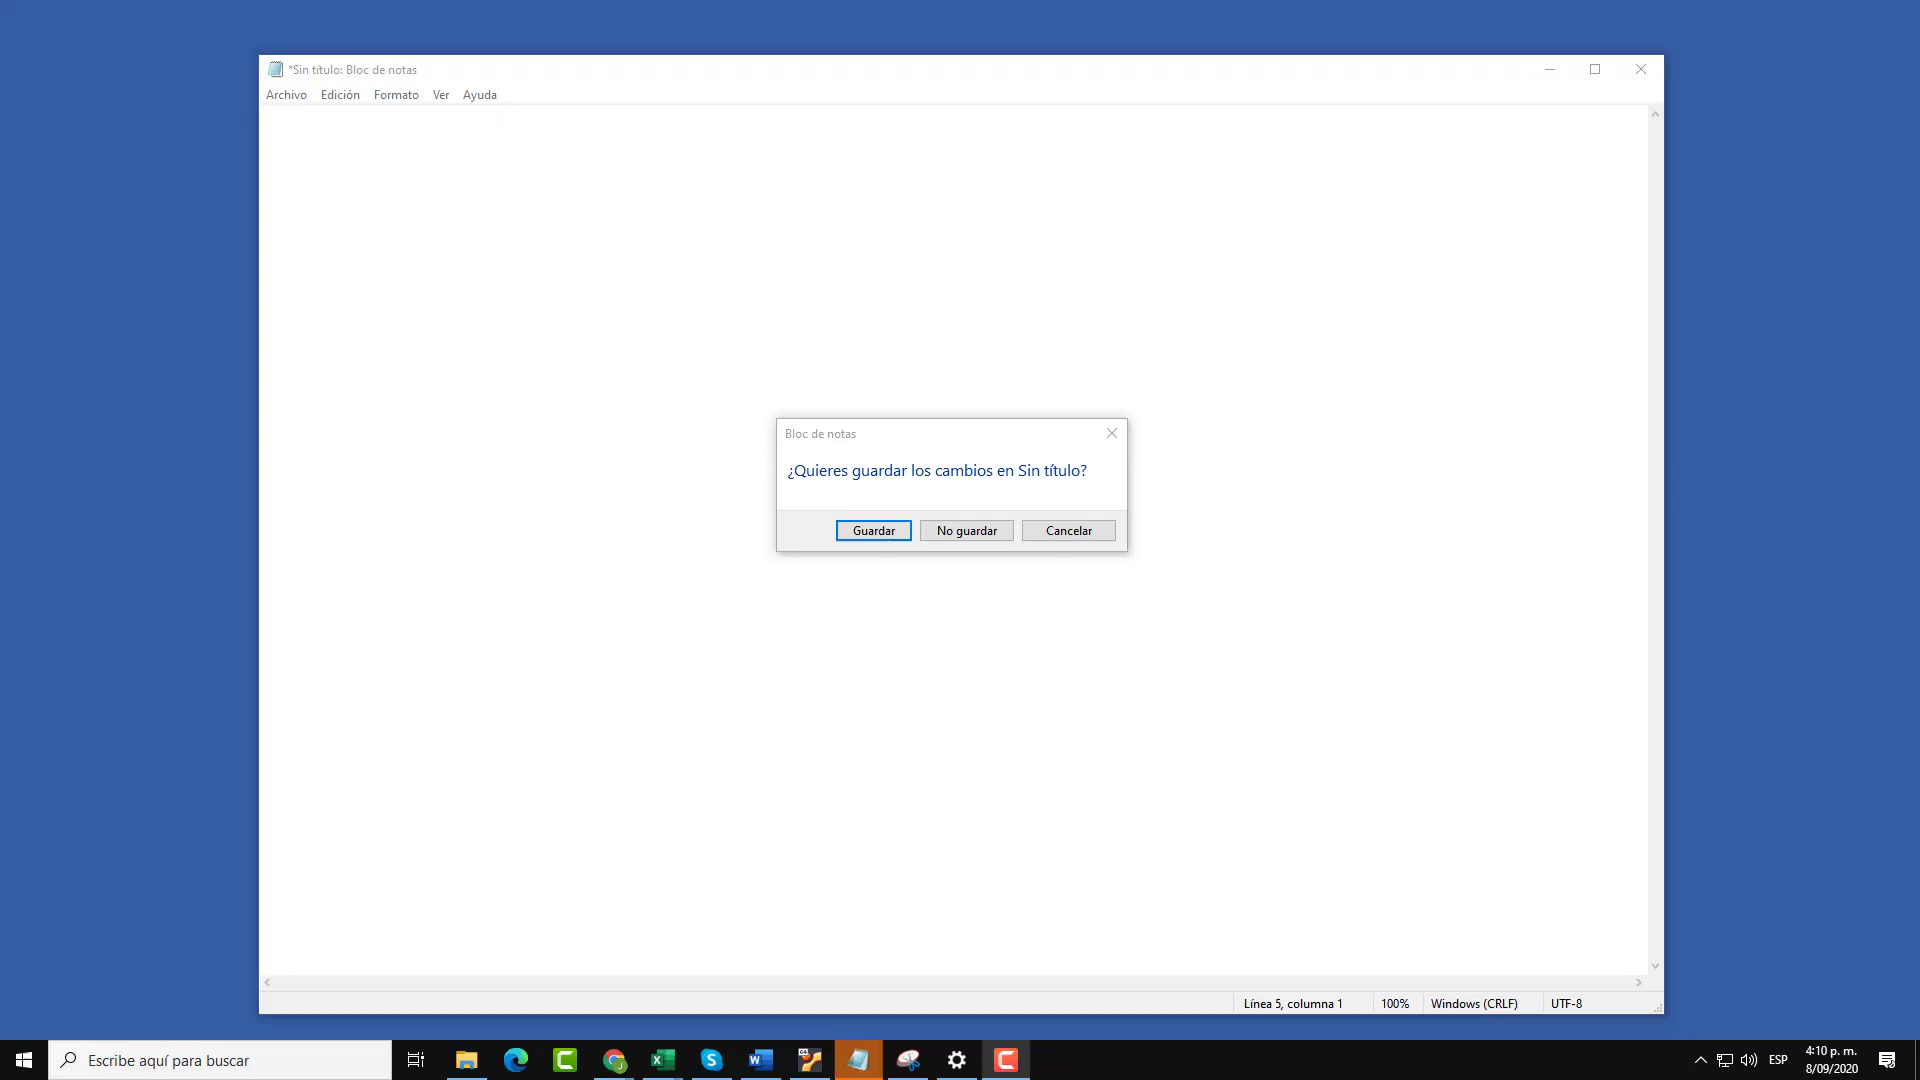 *Sin título: Bloc de notas
Archivo Edición Formato Ver Ayuda
Bloc de notas
¿Quieres guardar los cambios en Sin título?
Guardar No guardar Cancelar
Línea 5, columna 1 100% Windows (CRLF) UTF-8
Escribe aquí para buscar
ESP
4:10 p. m.
8/09/2020